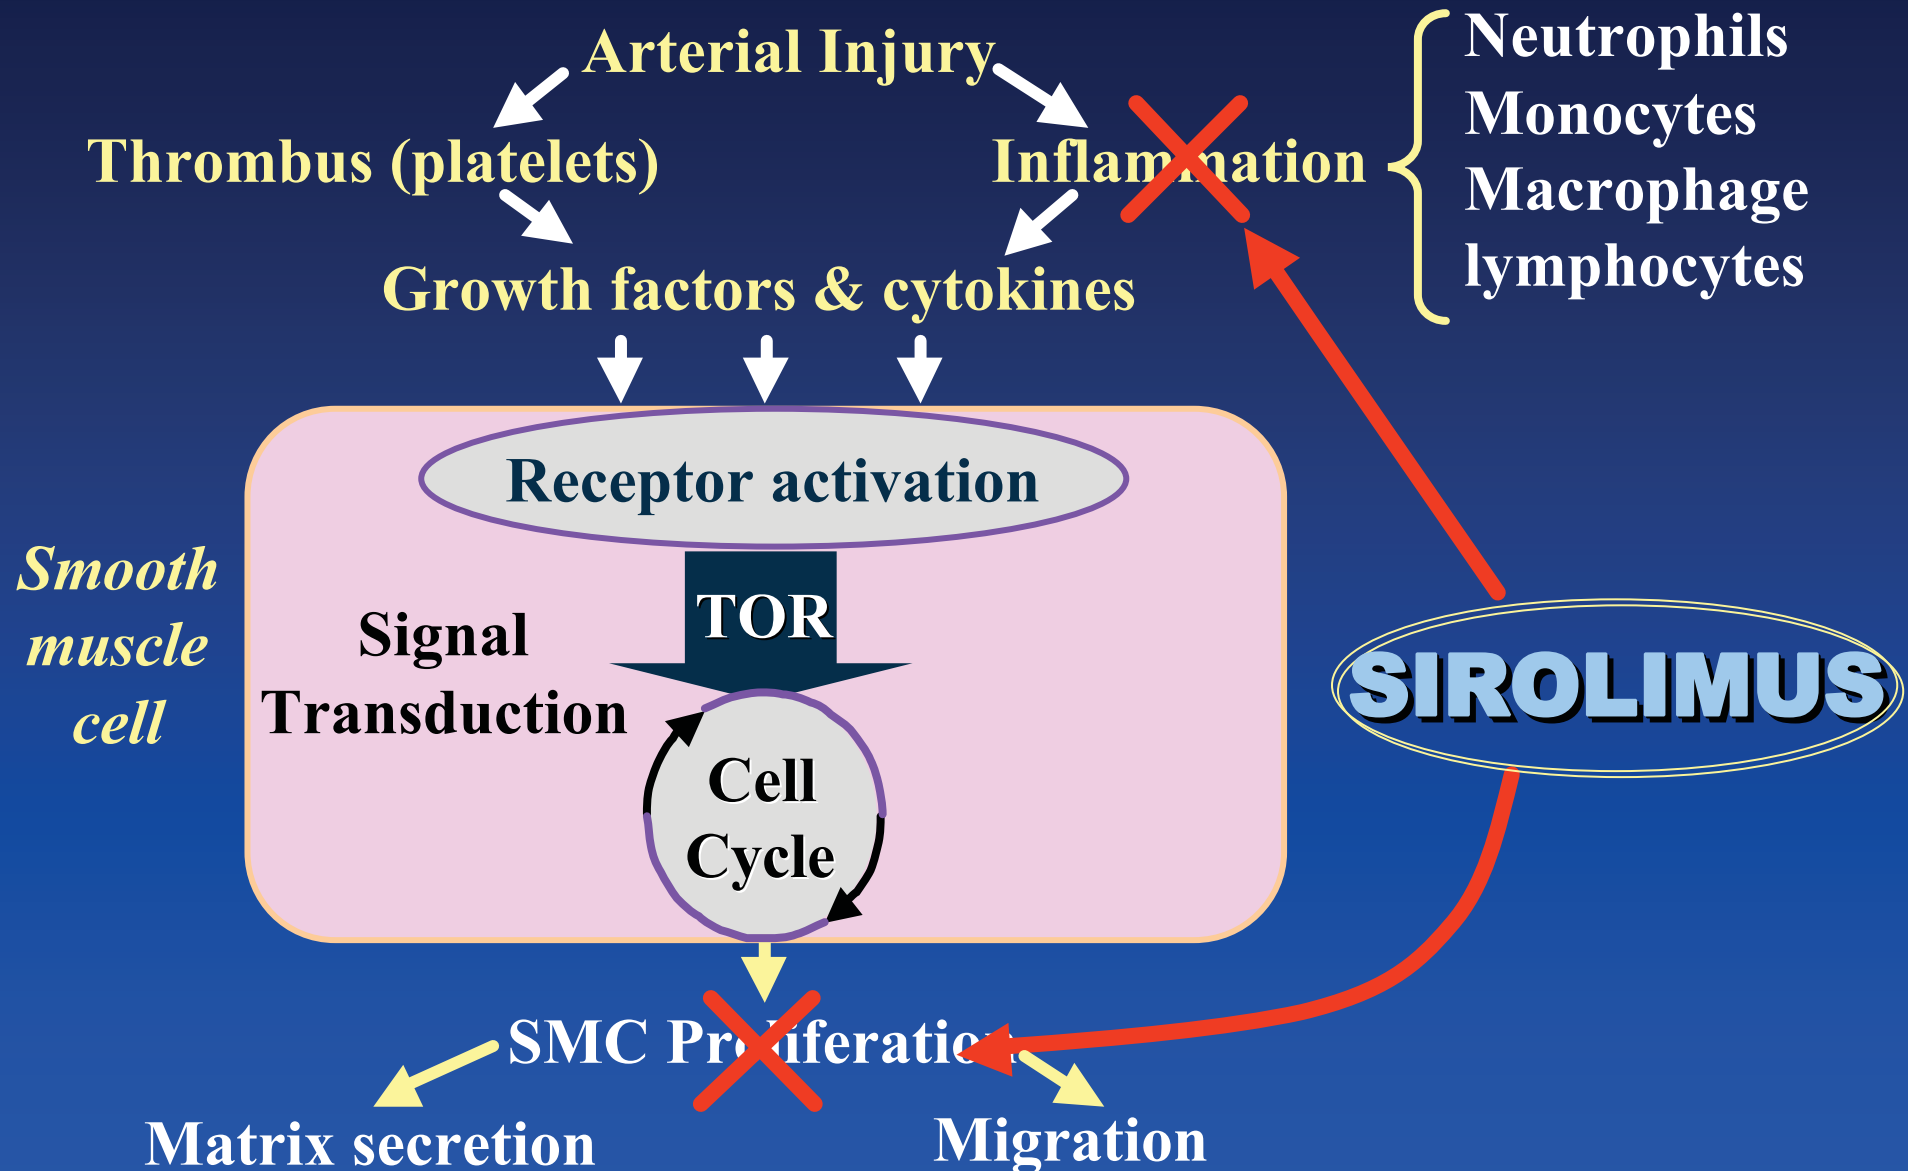 Arterial Injury
Thrombus (platelets)
Inflammation
Neutrophils
Monocytes
Macrophage
lymphocytes
Growth factors & cytokines
Receptor activation
Smooth
muscle
cell
Signal
Transduction
TOR
Cell
Cycle
SIROLIMUS
SMC Proliferation
Matrix secretion
Migration